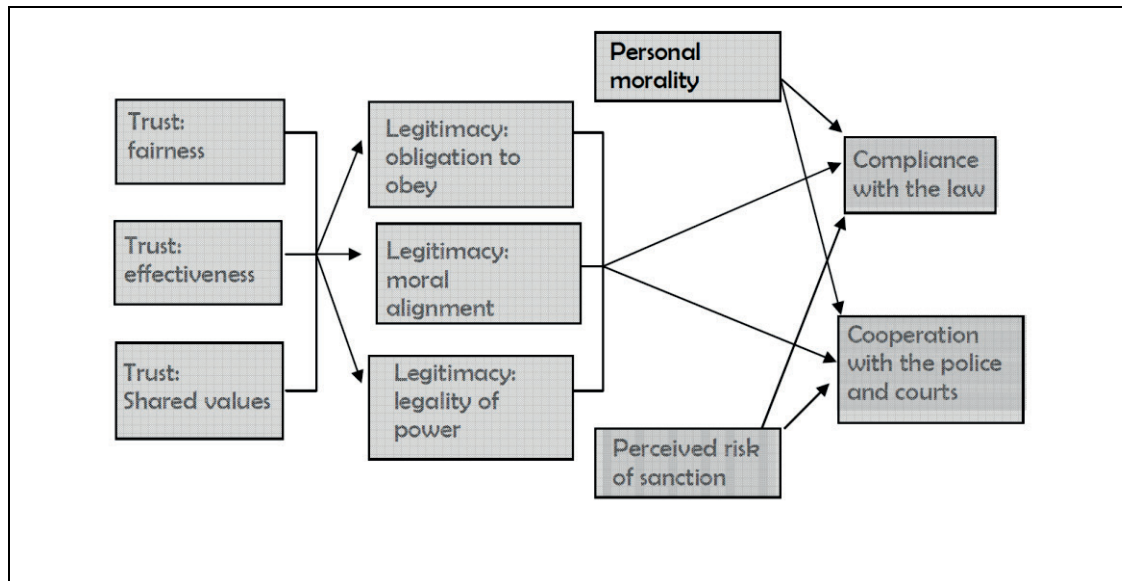 Personal
morality
Trust:
fairness
Legitimacy:
obligation to
obey
Compliance
with the law
Trust:
effectiveness
Legitimacy:
moral
alignment
Cooperation
with the police
and courts
Trust:
Shared values
Legitimacy:
legality of
power
Perceived risk
of sanction